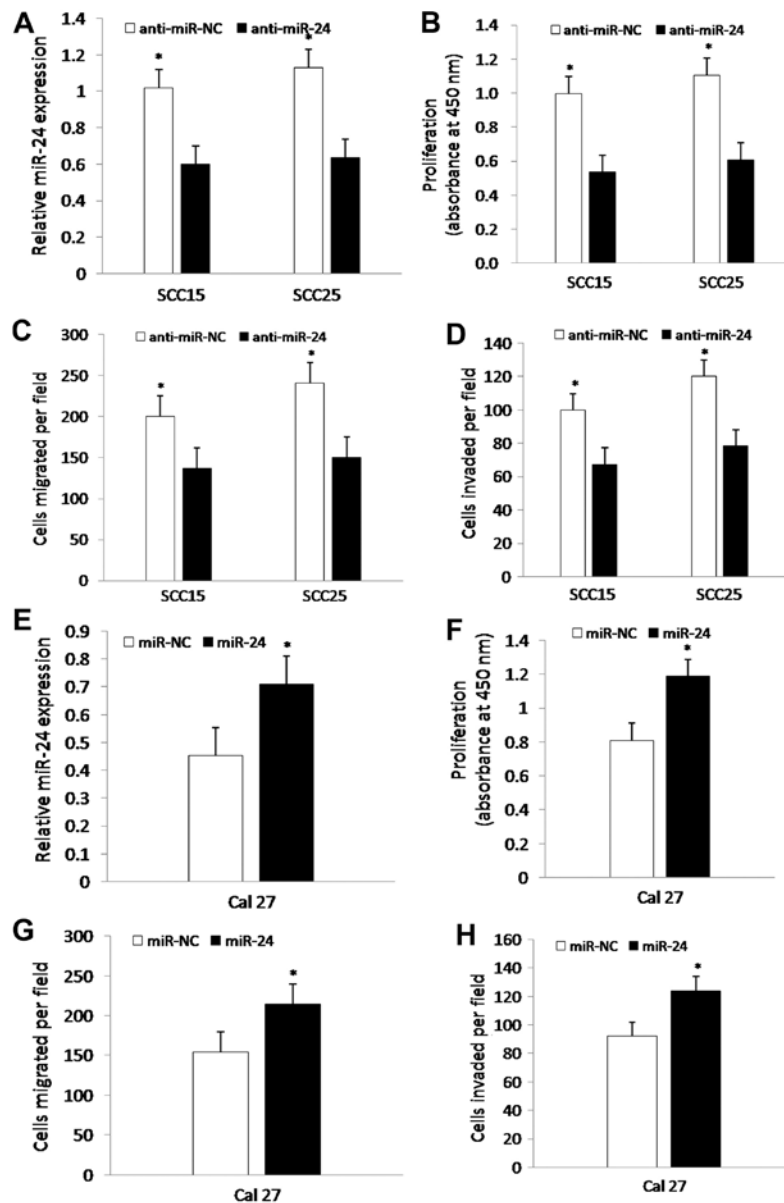 A
anti-miR-NC anti-miR-24
Relative miR-24 expression
1.4
1.2
1
0.8
0.6
0.4
0.2
0
*
*
SCC15 SCC25
B
anti-miR-NC anti-miR-24
Proliferation
(absorbance at 450 nm)
1.4
1.2
1.0
0.8
0.6
0.4
0.2
0.0
*
*
SCC15 SCC25
C
anti-miR-NC anti-miR-24
Cells migrated per field
300
250
200
150
100
50
0
*
*
SCC15 SCC25
D
anti-miR-NC anti-miR-24
Cells invaded per field
140
120
100
80
60
40
20
0
*
*
SCC15 SCC25
E
miR-NC miR-24
Relative miR-24 expression
0.9
0.8
0.7
0.6
0.5
0.4
0.3
0.2
0.1
0
*
Cal 27
F
miR-NC miR-24
Proliferation
(absorbance at 450 nm)
1.4
1.2
1
0.8
0.6
0.4
0.2
0
*
Cal 27
G
miR-NC miR-24
Cells migrated per field
300
250
200
150
100
50
0
*
Cal 27
H
miR-NC miR-24
Cells invaded per field
160
140
120
100
80
60
40
20
0
*
Cal 27